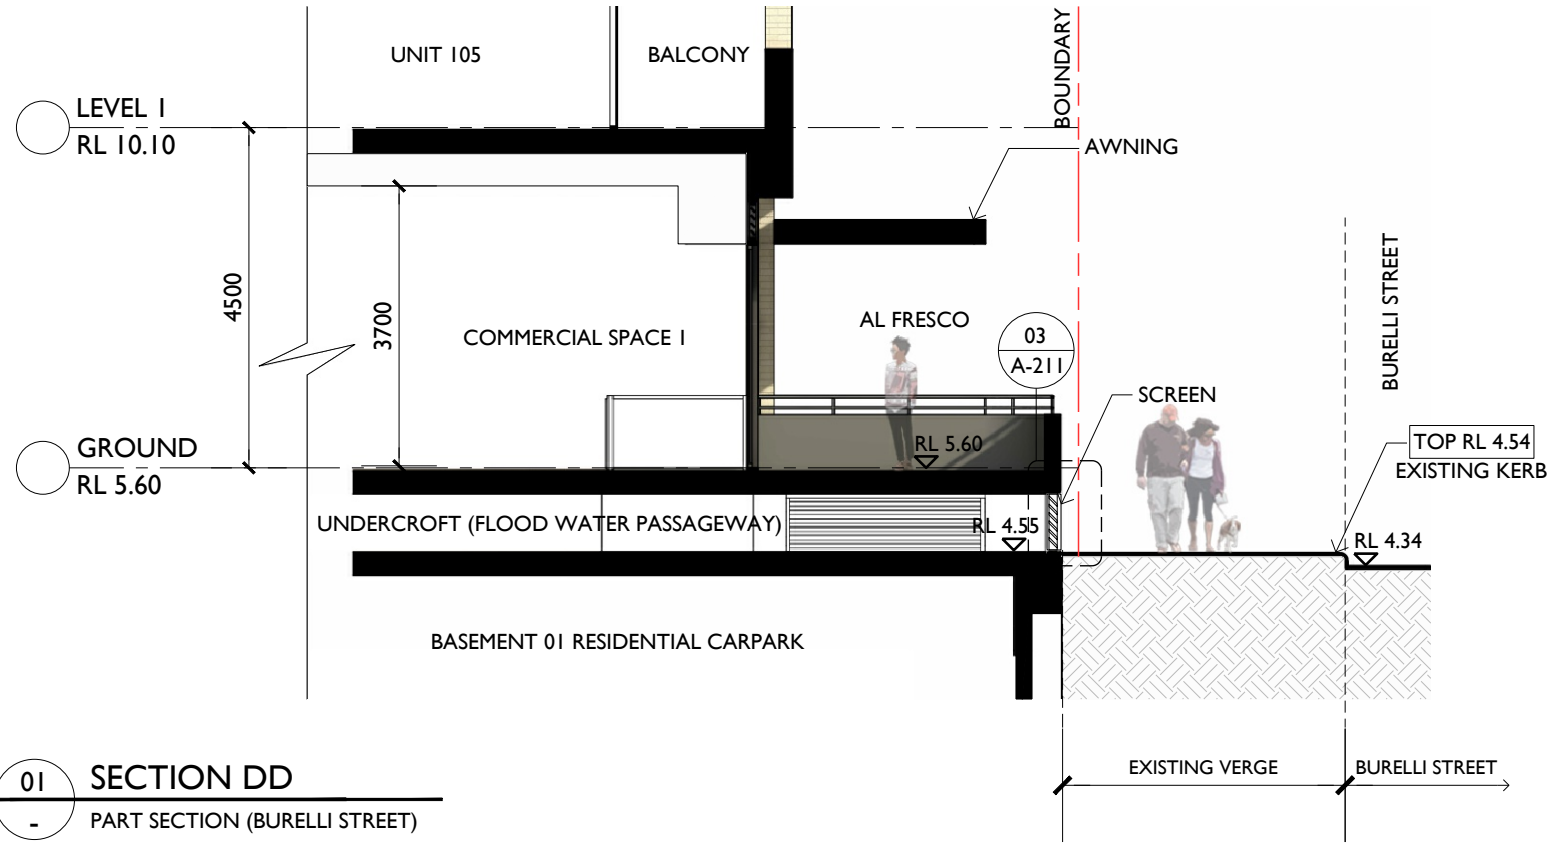 UNIT 105
BALCONY
BOUNDARY
LEVEL 1
RL 10.10
AWNING
4500
3700
COMMERCIAL SPACE 1
AL FRESCO
03
A-211
BURELLI STREET
SCREEN
GROUND
RL 5.60
RL 5.60
TOP RL 4.54
EXISTING KERB
UNDERCROFT (FLOOD WATER PASSAGEWAY)
RL 4.55
RL 4.34
BASEMENT 01 RESIDENTIAL CARPARK
EXISTING VERGE
BURELLI STREET
01
SECTION DD
-
PART SECTION (BURELLI STREET)